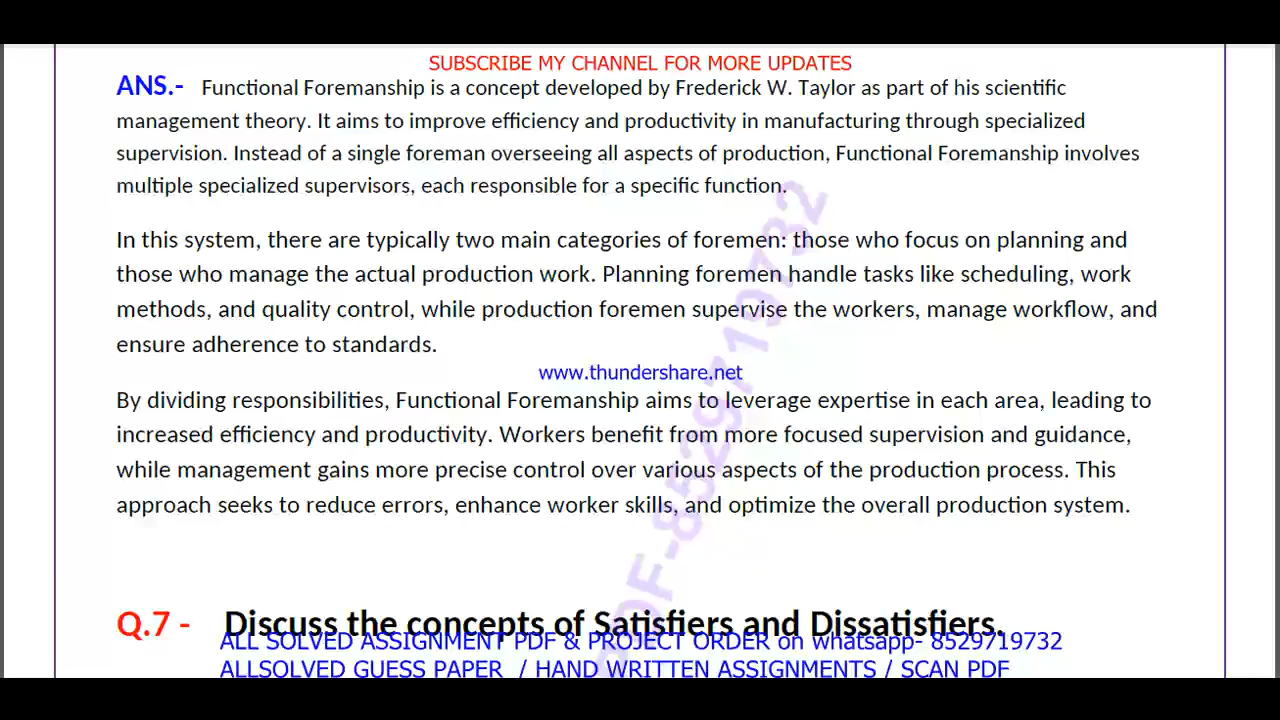 SUBSCRIBE MY CHANNEL FOR MORE UPDATES
ANS.- Functional Foremanship is a concept developed by Frederick W. Taylor as part of his scientific
management theory. It aims to improve efficiency and productivity in manufacturing through specialized
supervision. Instead of a single foreman overseeing all aspects of production, Functional Foremanship involves
multiple specialized supervisors, each responsible for a specific function.
In this system, there are typically two main categories of foremen: those who focus on planning and
those who manage the actual production work. Planning foremen handle tasks like scheduling, work
methods, and quality control, while production foremen supervise the workers, manage workflow, and
ensure adherence to standards.
www.thundershare.net
By dividing responsibilities, Functional Foremanship aims to leverage expertise in each area, leading to
increased efficiency and productivity. Workers benefit from more focused supervision and guidance,
while management gains more precise control over various aspects of the production process. This
approach seeks to reduce errors, enhance worker skills, and optimize the overall production system.
PDF-8529719732
Q.7 - Discuss the concepts of Satisfiers and Dissatisfiers.
ALL SOLVED ASSIGNMENT PDF & PROJECT ORDER on whatsapp- 8529719732
ALLSOLVED GUESS PAPER / HAND WRITTEN ASSIGNMENTS / SCAN PDF